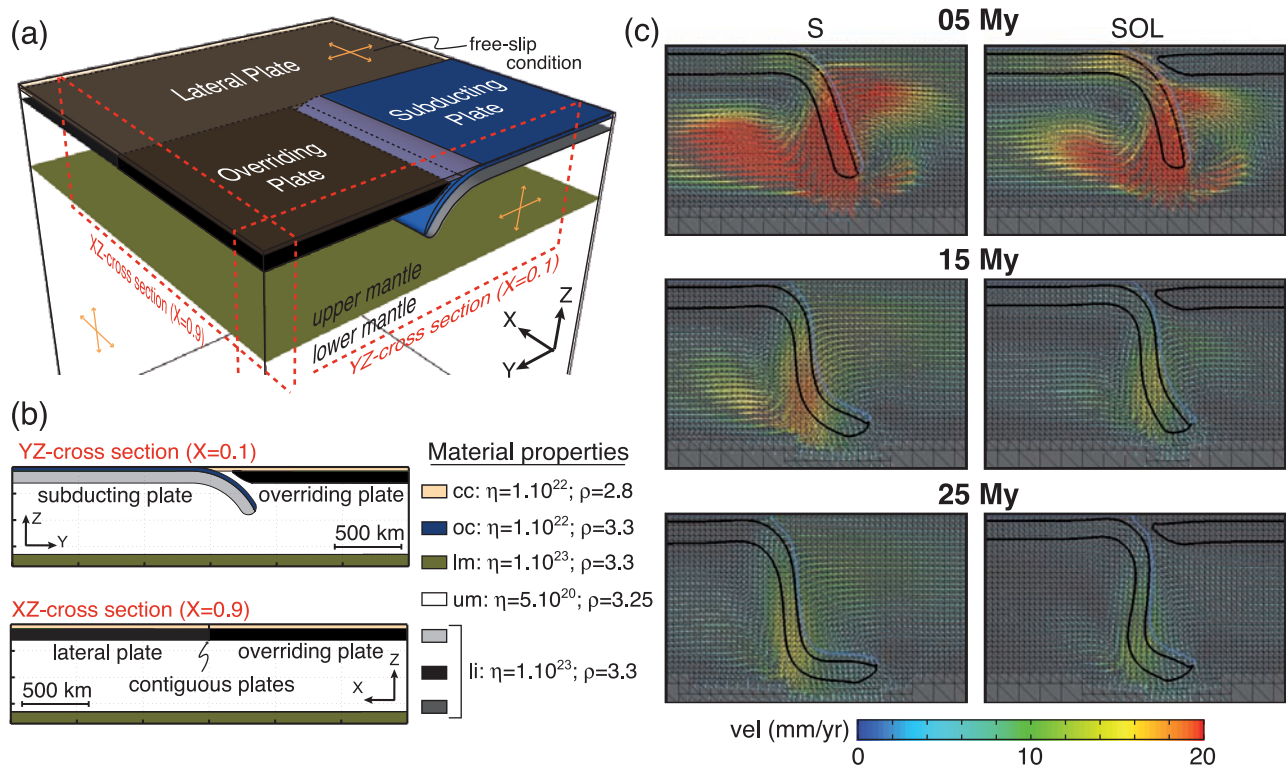 (a)
free-slip
condition
Lateral Plate
Subducting
Plate
Overriding
Plate
XZ-cross section (X=0.9)
upper mantle
lower mantle
YZ-cross section (X=0.1)
X
Y
Z
(b)
YZ-cross section (X=0.1)
subducting plate
overriding plate
Z
Y
500 km
XZ-cross section (X=0.9)
lateral plate
overriding plate
contiguous plates
500 km
Z
X
Material properties
cc: η=1.10²²; ρ=2.8
oc: η=1.10²²; ρ=3.3
lm: η=1.10²³; ρ=3.3
um: η=5.10²⁰; ρ=3.25
li: η=1.10²³; ρ=3.3
(c)
05 My
S
SOL
15 My
25 My
vel (mm/yr)
0
10
20